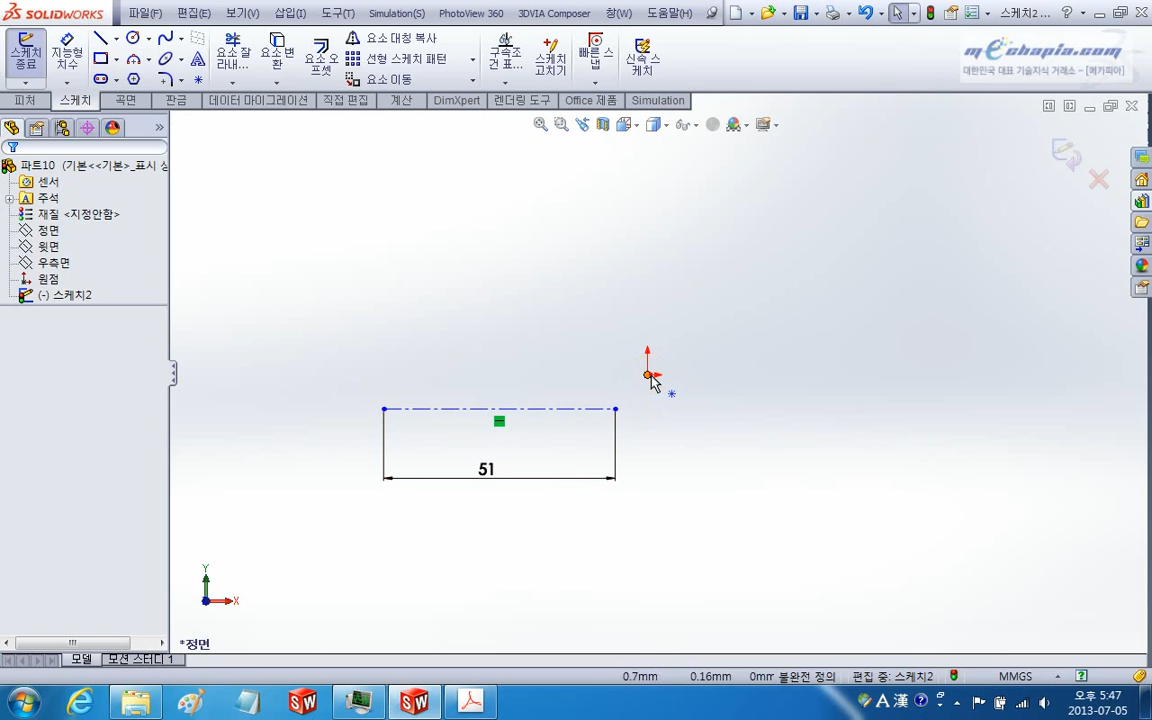 SOLIDWORKS
파일(F) 편집(E) 보기(V) 삽입(I) 도구(T) Simulation(S) PhotoView 360 3DVIA Composer 창(W) 도움말(H) 스케치2 ...
스케치 종료
지능형 치수
요소 잘라내...
요소 변환
요소 오프셋
요소 대칭 복사
선형 스케치 패턴
요소 이동
구속조건 표...
스케치 고치기
빠른 스냅
신속 스케치
mechapia.com
대한민국 대표 기술지식 거래소 - [메카피아]
피처 스케치 곡면 판금 데이터 마이그레이션 직접 편집 계산 DimXpert 렌더링 도구 Office 제품 Simulation
파트10 (기본<<기본>_표시 상
센서
주석
재질 <지정안함>
정면
윗면
우측면
원점
(-) 스케치2
51
Y
X
*정면
모델 모션 스터디 1
0.7mm 0.16mm 0mm 불완전 정의 편집 중: 스케치2 MMGS
A 漢
오후 5:47
2013-07-05